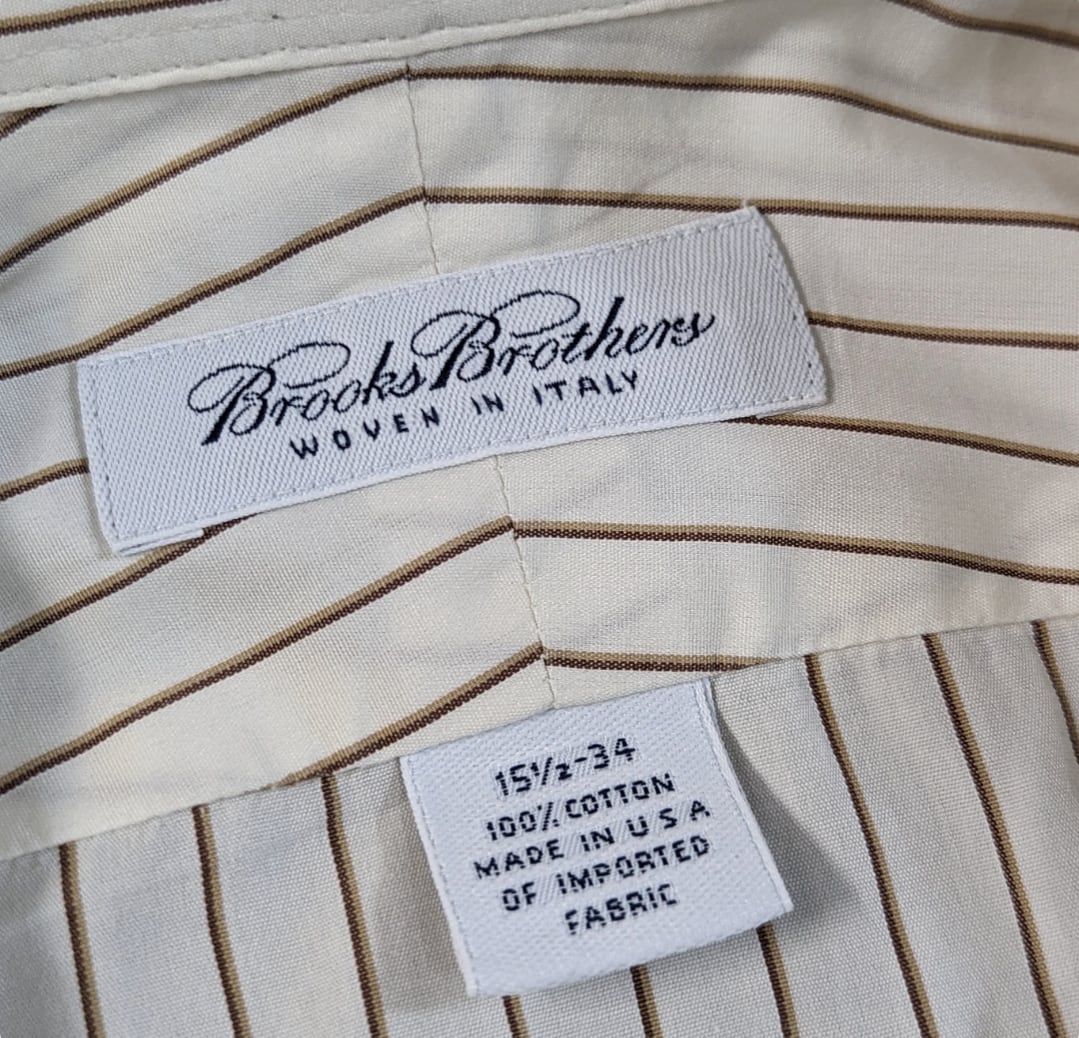 Brooks Brothers
WOVEN IN ITALY
15½-34
100% COTTON
MADE IN U S A
OF IMPORTED
FABRIC